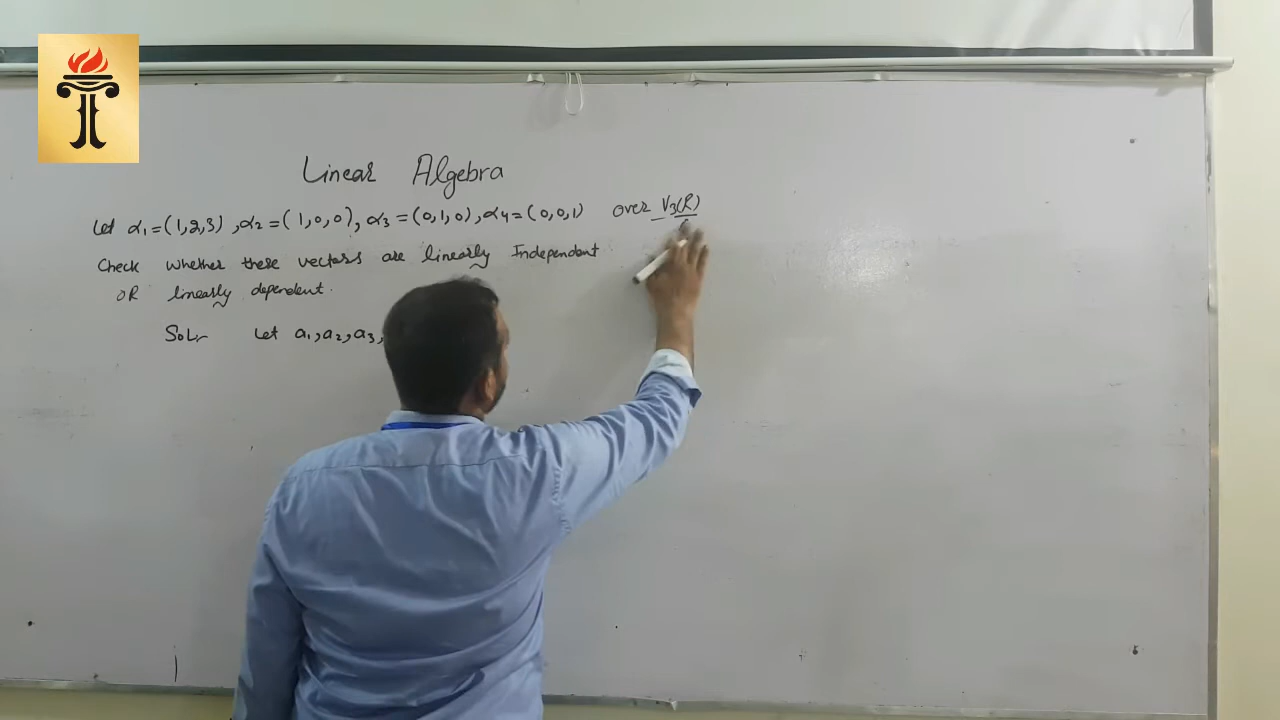 Linear Algebra
Let α₁=(1,2,3), α₂=(1,0,0), α₃=(0,1,0), α₄=(0,0,1) over V₃(R)
Check whether these vectors are linearly Independent
OR linearly dependent.
Soln Let a₁, a₂, a₃,